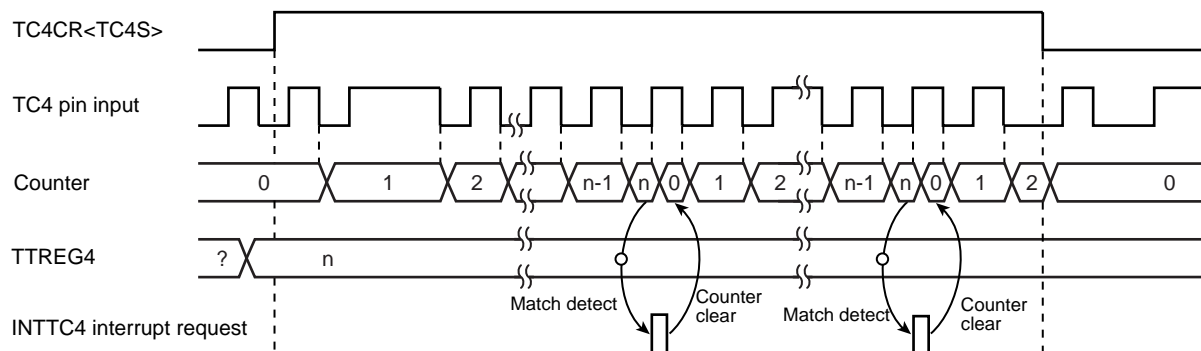 TC4CR<TC4S>
TC4 pin input
Counter
0 1 2 n-1 n 0 1 2 n-1 n 0 1 2 0
TTREG4
? n
Match detect
Counter
clear
Match detect
Counter
clear
INTTC4 interrupt request